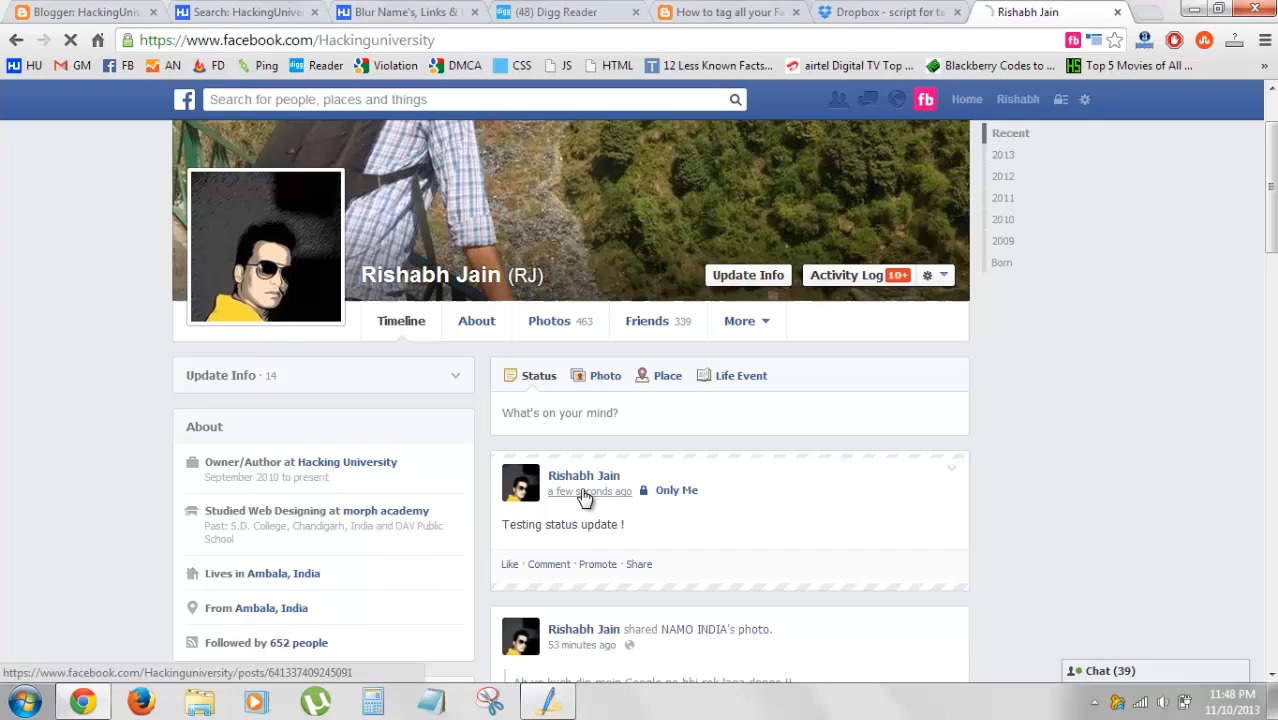 Blogger: HackingUnive
Search: HackingUnive
Blur Name's, Links & I
(48) Digg Reader
How to tag all your Fa
Dropbox - script for ta
Rishabh Jain
https://www.facebook.com/Hackinguniversity
HU
GM
FB
AN
FD
Ping
Reader
Violation
DMCA
CSS
JS
HTML
12 Less Known Facts...
airtel Digital TV Top ...
Blackberry Codes to ...
Top 5 Movies of All ...
Search for people, places and things
fb
Home
Rishabh
Recent
2013
2012
2011
2010
2009
Born
Rishabh Jain (RJ)
Update Info
Activity Log 10+
Timeline
About
Photos 463
Friends 339
More
Update Info · 14
Status
Photo
Place
Life Event
What's on your mind?
About
Owner/Author at Hacking University
September 2010 to present
Studied Web Designing at morph academy
Past: S.D. College, Chandigarh, India and DAV Public
School
Lives in Ambala, India
From Ambala, India
Followed by 652 people
Rishabh Jain
a few seconds ago
Only Me
Testing status update !
Like · Comment · Promote · Share
Rishabh Jain shared NAMO INDIA's photo.
53 minutes ago
https://www.facebook.com/Hackinguniversity/posts/641337409245091
Chat (39)
11:48 PM
11/10/2013